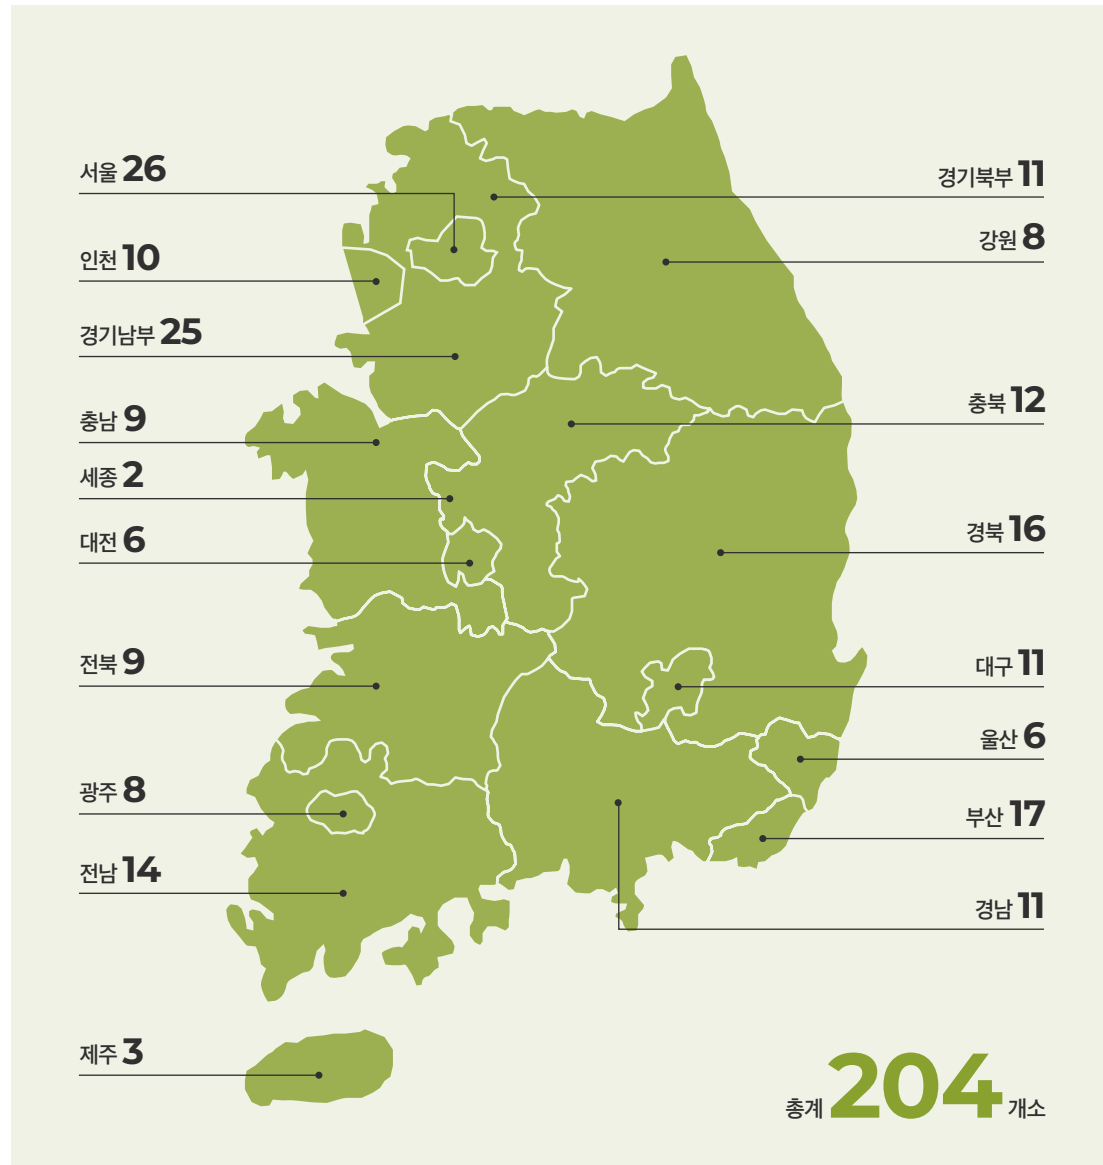 서울 26
인천 10
경기남부 25
충남 9
세종 2
대전 6
전북 9
광주 8
전남 14
제주 3
경기북부 11
강원 8
충북 12
경북 16
대구 11
울산 6
부산 17
경남 11
총계 204 개소